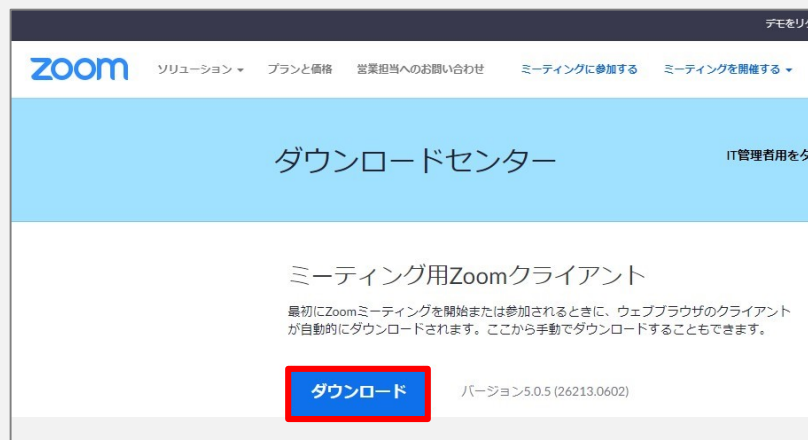 デモをリク
zoom ソリューション プランと価格 営業担当へのお問い合わせ ミーティングに参加する ミーティングを開催する
ダウンロードセンター
IT管理者用をダ
ミーティング用Zoomクライアント
最初にZoomミーティングを開始または参加されるときに、ウェブブラウザのクライアント
が自動的にダウンロードされます。ここから手動でダウンロードすることもできます。
ダウンロード バージョン5.0.5 (26213.0602)